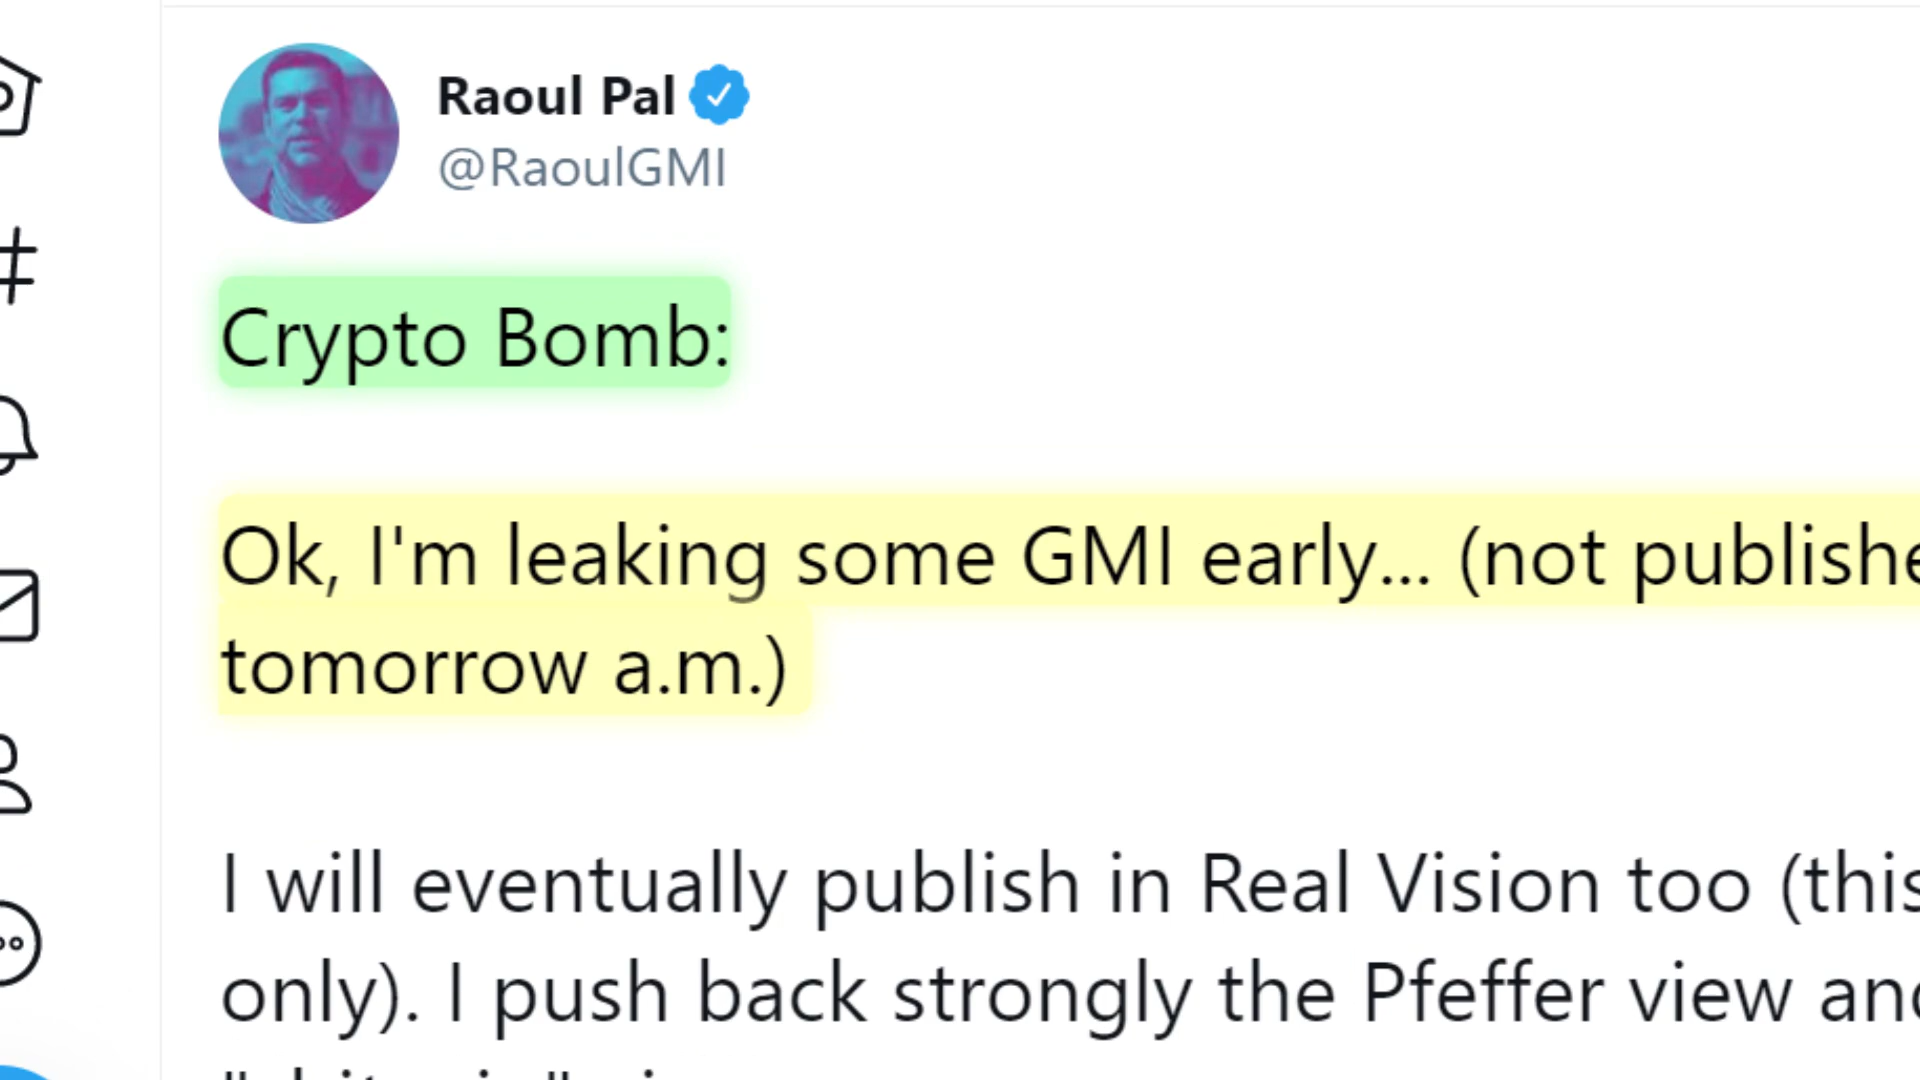 Raoul Pal
@RaoulGMI
Crypto Bomb:
Ok, I'm leaking some GMI early... (not publishe
tomorrow a.m.)
I will eventually publish in Real Vision too (this
only). I push back strongly the Pfeffer view and